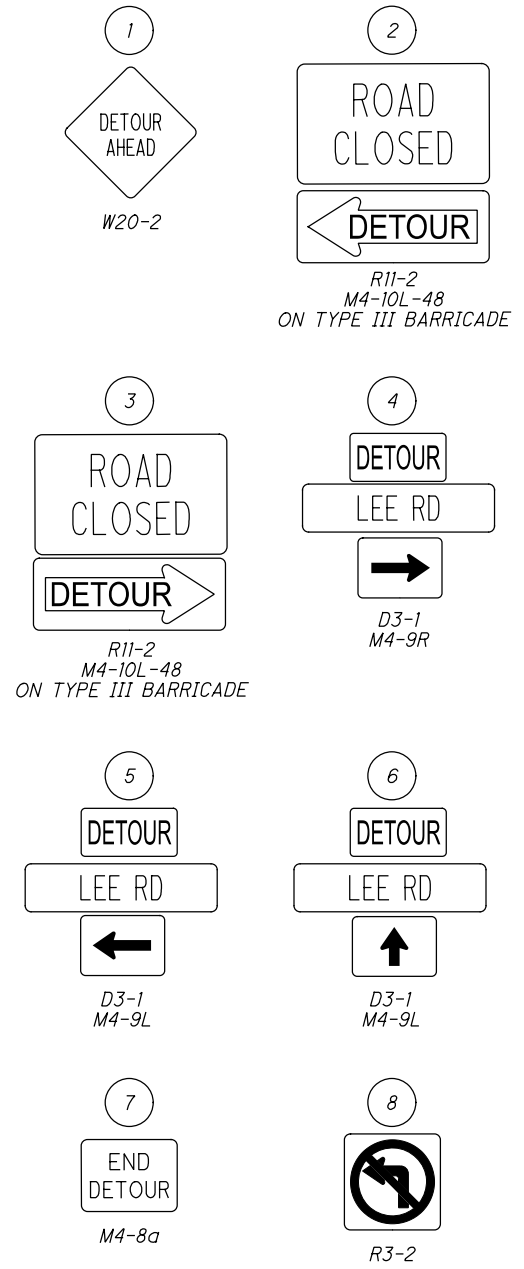 1
DETOUR
AHEAD
W20-2
2
ROAD
CLOSED
DETOUR
R11-2
M4-10L-48
ON TYPE III BARRICADE
3
ROAD
CLOSED
DETOUR
R11-2
M4-10L-48
ON TYPE III BARRICADE
4
DETOUR
LEE RD
D3-1
M4-9R
5
DETOUR
LEE RD
D3-1
M4-9L
6
DETOUR
LEE RD
D3-1
M4-9L
7
END
DETOUR
M4-8a
8
R3-2